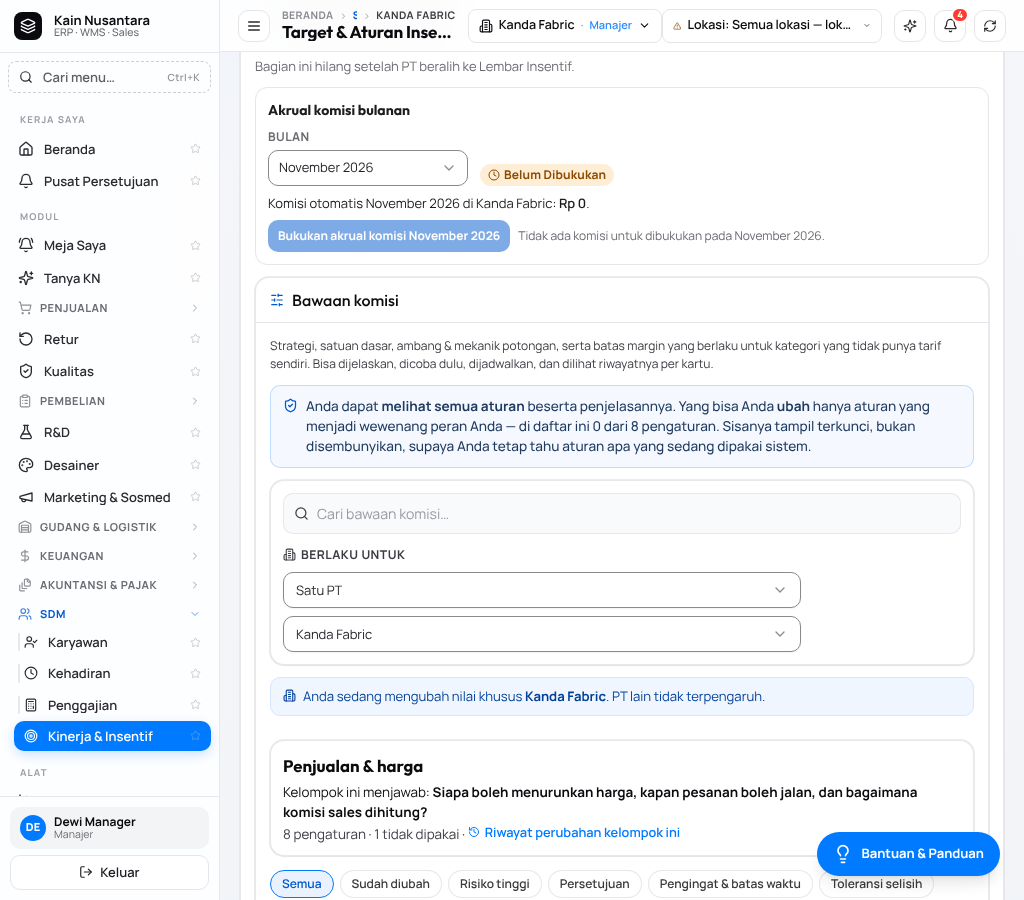 Kain Nusantara
ERP · WMS · Sales
Cari menu...
Ctrl+K
KERJA SAYA
Beranda
Pusat Persetujuan
MODUL
Meja Saya
Tanya KN
PENJUALAN
Retur
Kualitas
PEMBELIAN
R&D
Desainer
Marketing & Sosmed
GUDANG & LOGISTIK
KEUANGAN
AKUNTANSI & PAJAK
SDM
Karyawan
Kehadiran
Penggajian
Kinerja & Insentif
ALAT
DE
Dewi Manager
Manajer
Keluar
BERANDA > S > KANDA FABRIC
Target & Aturan Inse...
Kanda Fabric · Manajer
Lokasi: Semua lokasi — lok...
4
Bagian ini hilang setelah PT beralih ke Lembar Insentif.
Akrual komisi bulanan
BULAN
November 2026
Belum Dibukukan
Komisi otomatis November 2026 di Kanda Fabric: Rp 0.
Bukukan akrual komisi November 2026
Tidak ada komisi untuk dibukukan pada November 2026.
Bawaan komisi
Strategi, satuan dasar, ambang & mekanik potongan, serta batas margin yang berlaku untuk kategori yang tidak punya tarif
sendiri. Bisa dijelaskan, dicoba dulu, dijadwalkan, dan dilihat riwayatnya per kartu.
Anda dapat melihat semua aturan beserta penjelasannya. Yang bisa Anda ubah hanya aturan yang
menjadi wewenang peran Anda — di daftar ini 0 dari 8 pengaturan. Sisanya tampil terkunci, bukan
disembunyikan, supaya Anda tetap tahu aturan apa yang sedang dipakai sistem.
Cari bawaan komisi...
BERLAKU UNTUK
Satu PT
Kanda Fabric
Anda sedang mengubah nilai khusus Kanda Fabric. PT lain tidak terpengaruh.
Penjualan & harga
Kelompok ini menjawab: Siapa boleh menurunkan harga, kapan pesanan boleh jalan, dan bagaimana
komisi sales dihitung?
8 pengaturan · 1 tidak dipakai · Riwayat perubahan kelompok ini
Bantuan & Panduan
Semua
Sudah diubah
Risiko tinggi
Persetujuan
Pengingat & batas waktu
Toleransi selisih